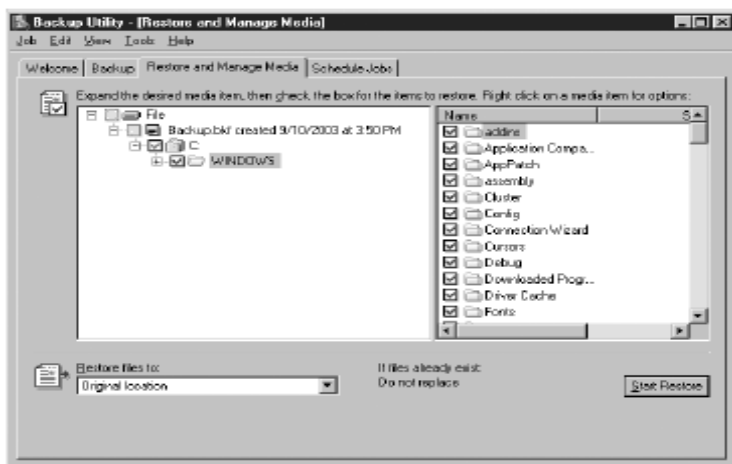 Backup Utility - [Restore and Manage Media]
Job Edit View Tools Help
Welcome Backup Restore and Manage Media Schedule Jobs
Expand the desired media item, then check the box for the items to restore. Right click on a media item for options:
File
Backup.bkf created 9/10/2003 at 3:50 PM
C
WINDOWS
Name S
addins
Application Compa...
AppPatch
assembly
Cluster
Config
Connection Wizard
Cursors
Debug
Downloaded Progr...
Driver Cache
Fonts
Restore files to:
Original location
If files already exist:
Do not replace
Start Restore